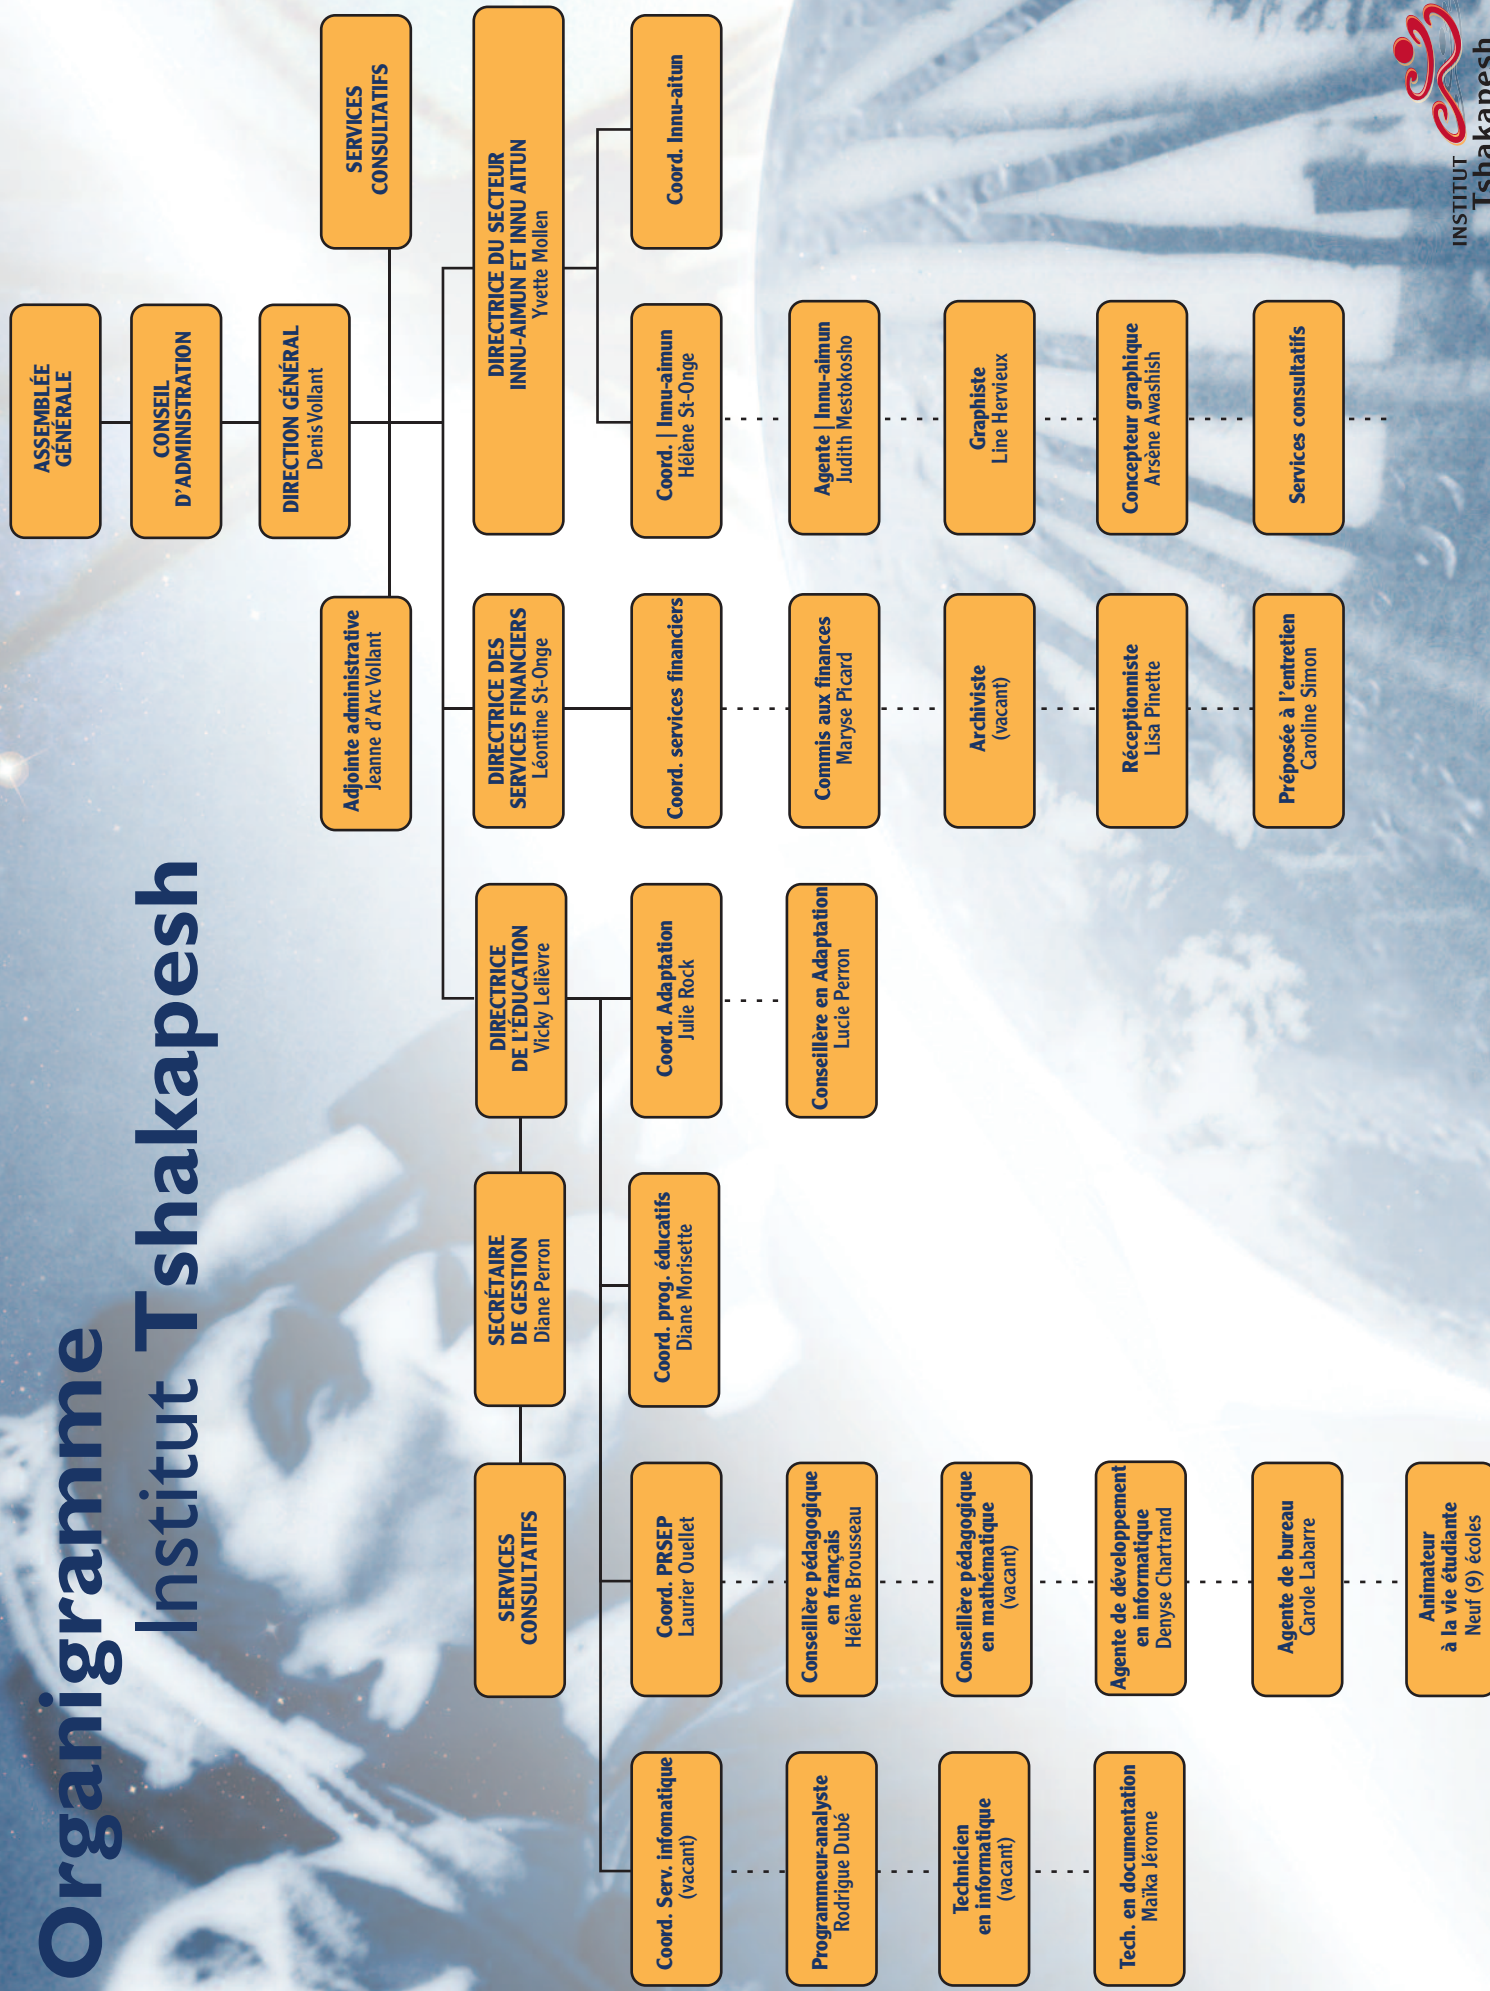 Organigramme
Institut Tshakapesh
ASSEMBLÉE
GÉNÉRALE
CONSEIL
D'ADMINISTRATION
DIRECTION GÉNÉRAL
Denis Vollant
Adjointe administrative
Jeanne d'Arc Vollant
SERVICES
CONSULTATIFS
SERVICES
CONSULTATIFS
SECRÉTAIRE
DE GESTION
Diane Perron
DIRECTRICE
DE L'ÉDUCATION
Vicky Lelièvre
DIRECTRICE DES
SERVICES FINANCIERS
Léontine St-Onge
DIRECTRICE DU SECTEUR
INNU-AIMUN ET INNU AITUN
Yvette Mollen
Coord. Serv. infomatique
(vacant)
Coord. PRSEP
Laurier Ouellet
Coord. prog. éducatifs
Diane Morisette
Coord. Adaptation
Julie Rock
Coord. services financiers
Coord. | Innu-aimun
Hélène St-Onge
Coord. Innu-aitun
Programmeur-analyste
Rodrigue Dubé
Conseillère pédagogique
en français
Hélène Brousseau
Conseillère en Adaptation
Lucie Perron
Commis aux finances
Maryse Picard
Agente | Innu-aimun
Judith Mestokosho
Technicien
en informatique
(vacant)
Conseillère pédagogique
en mathématique
(vacant)
Archiviste
(vacant)
Graphiste
Line Hervieux
Tech. en documentation
Maïka Jérome
Agente de développement
en informatique
Denyse Chartrand
Réceptionniste
Lisa Pinette
Concepteur graphique
Arsène Awashish
Agente de bureau
Carole Labarre
Préposée à l'entretien
Caroline Simon
Services consultatifs
Animateur
à la vie étudiante
Neuf (9) écoles
INSTITUT
Tshakapesh